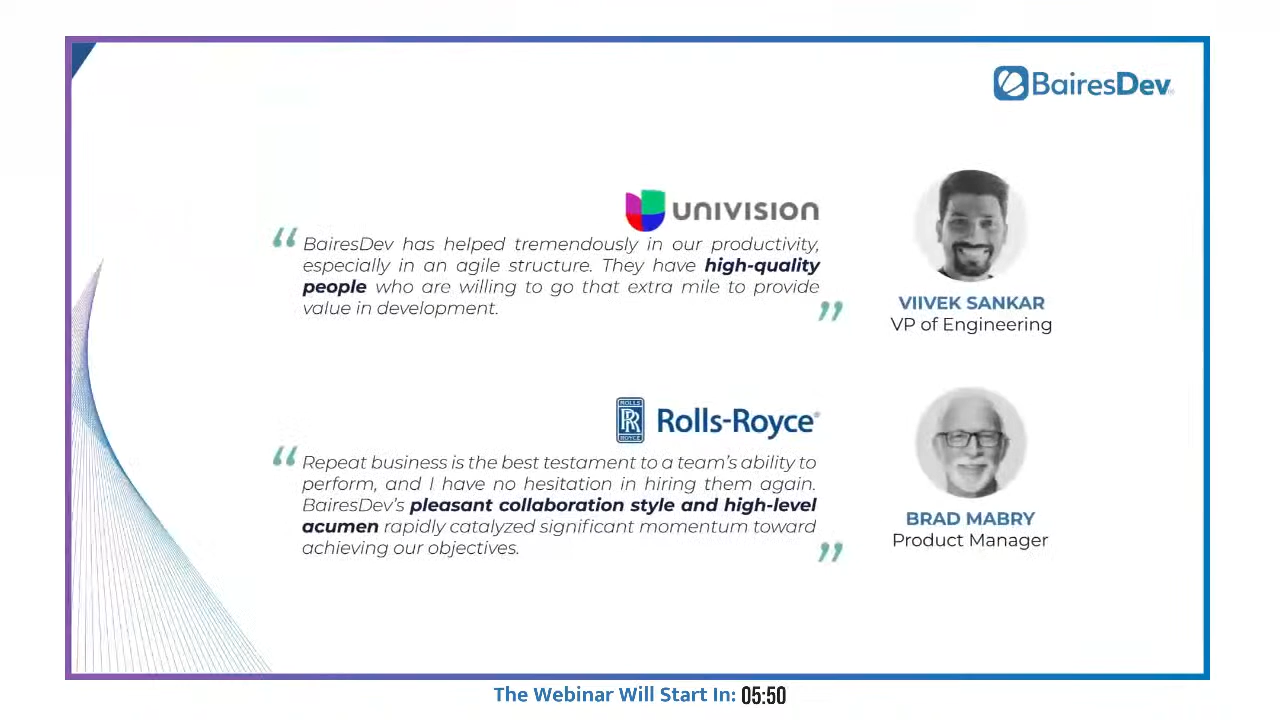 BairesDev
UNIVISION
“ BairesDev has helped tremendously in our productivity,
especially in an agile structure. They have high-quality
people who are willing to go that extra mile to provide
value in development. ”
VIIVEK SANKAR
VP of Engineering
ROLLS
RR
ROYCE
Rolls-Royce®
“ Repeat business is the best testament to a team’s ability to
perform, and I have no hesitation in hiring them again.
BairesDev’s pleasant collaboration style and high-level
acumen rapidly catalyzed significant momentum toward
achieving our objectives. ”
BRAD MABRY
Product Manager
The Webinar Will Start In: 05:50